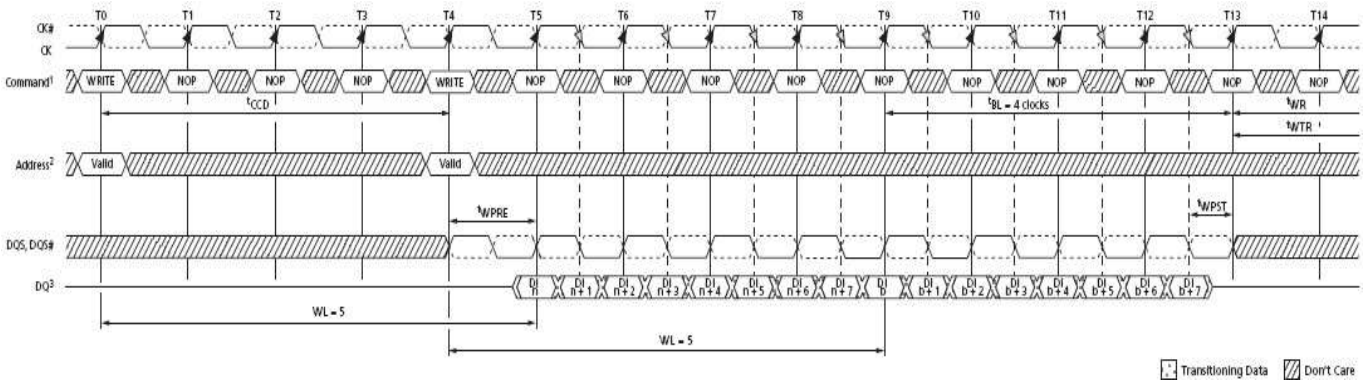 T0 T1 T2 T3 T4 T5 T6 T7 T8 T9 T10 T11 T12 T13 T14
CK#
CK
Command1 WRITE NOP NOP NOP WRITE NOP NOP NOP NOP NOP NOP NOP NOP NOP NOP
tCCD tBL = 4 clocks tWR
tWTR
Address2 Valid Valid
tWPRE tWPST
DQS, DQS#
DQ3 DI n DI n + 1 DI n + 2 DI n + 3 DI n + 4 DI n + 5 DI n + 6 DI n + 7 DI b DI b + 1 DI b + 2 DI b + 3 DI b + 4 DI b + 5 DI b + 6 DI b + 7
WL = 5
WL = 5
Transitioning Data Don't Care